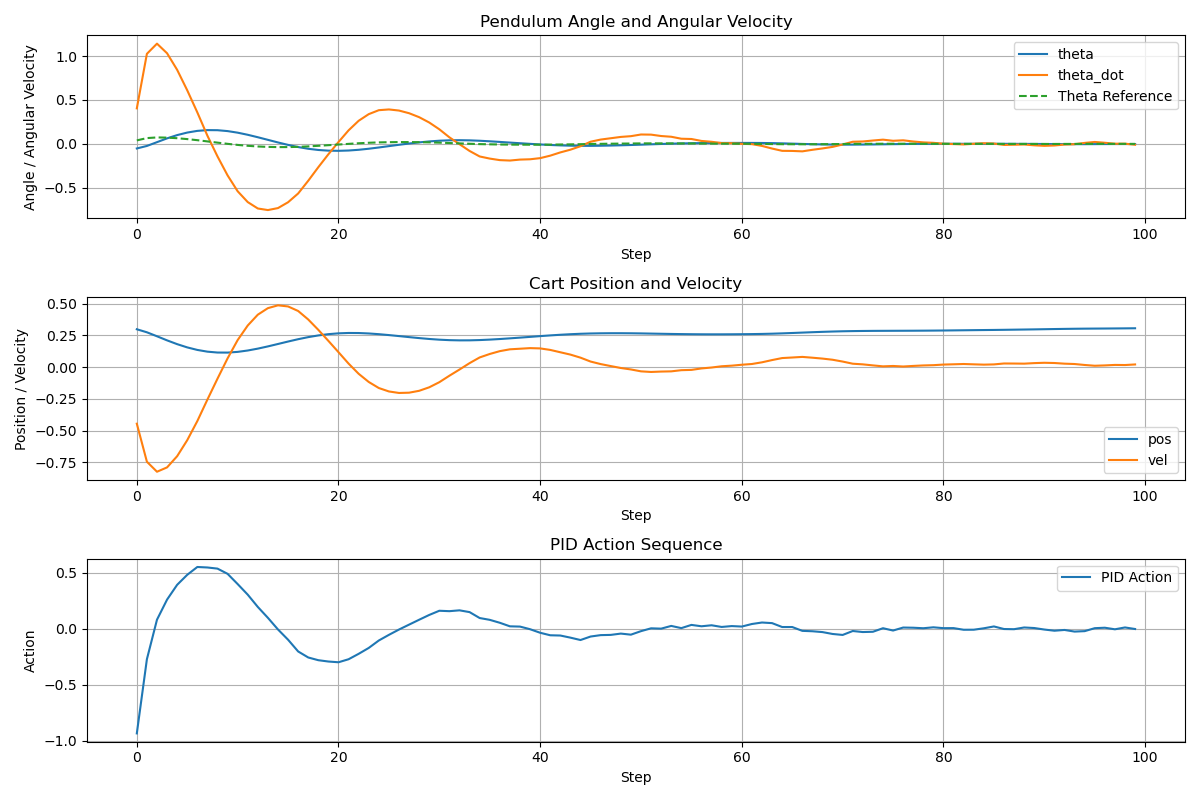 Pendulum Angle and Angular Velocity
Angle / Angular Velocity
1.0
0.5
0.0
−0.5
theta
theta_dot
Theta Reference
0 20 40 60 80 100
Step
Cart Position and Velocity
Position / Velocity
0.50
0.25
0.00
−0.25
−0.50
−0.75
pos
vel
0 20 40 60 80 100
Step
PID Action Sequence
Action
0.5
0.0
−0.5
−1.0
PID Action
0 20 40 60 80 100
Step